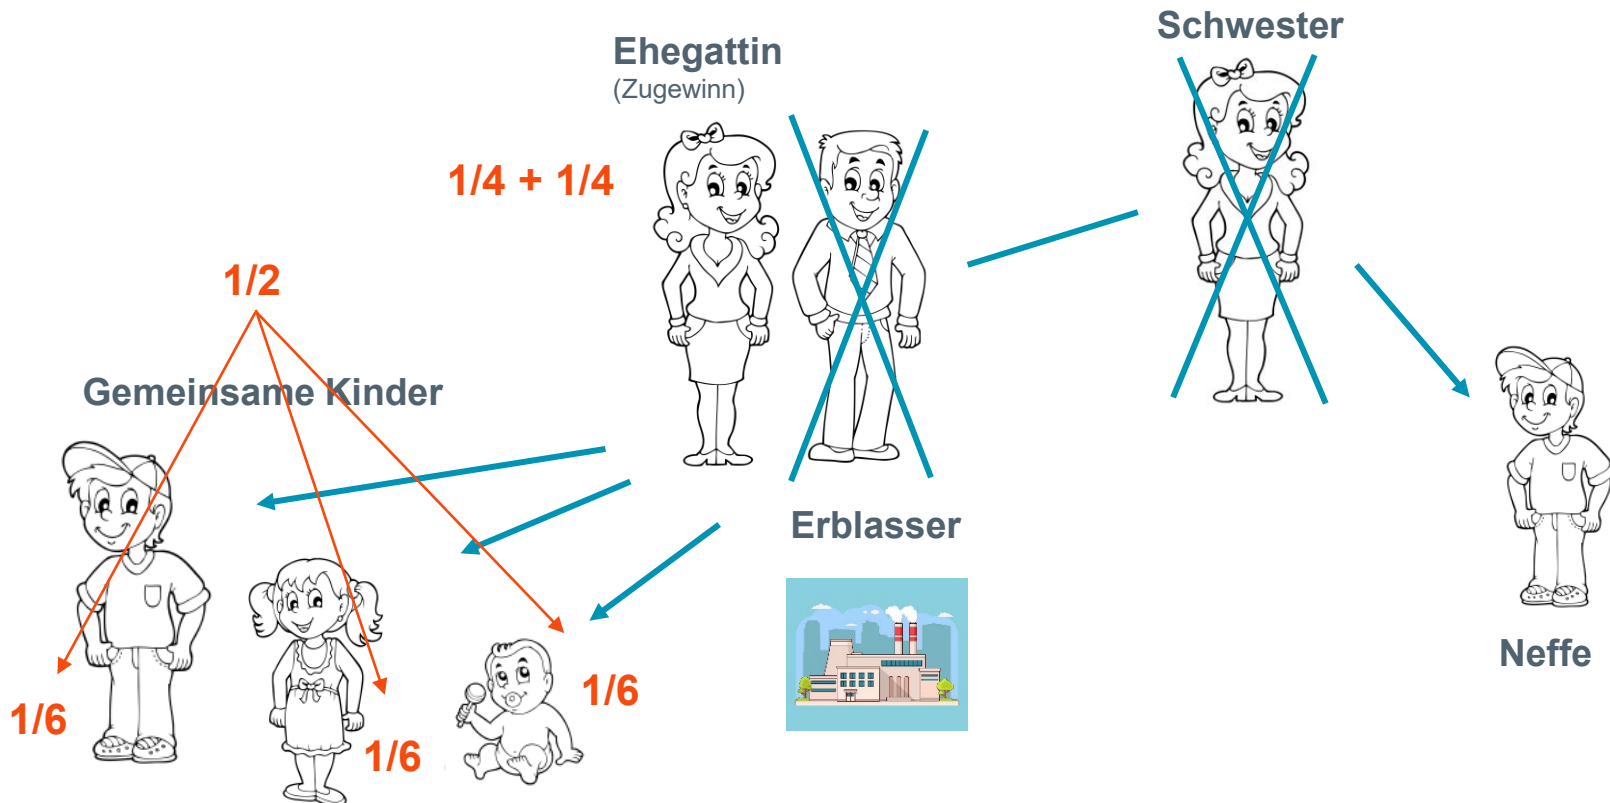 Schwester
Ehegattin
(Zugewinn)
1/4 + 1/4
1/2
Gemeinsame Kinder
Erblasser
Neffe
1/6
1/6
1/6